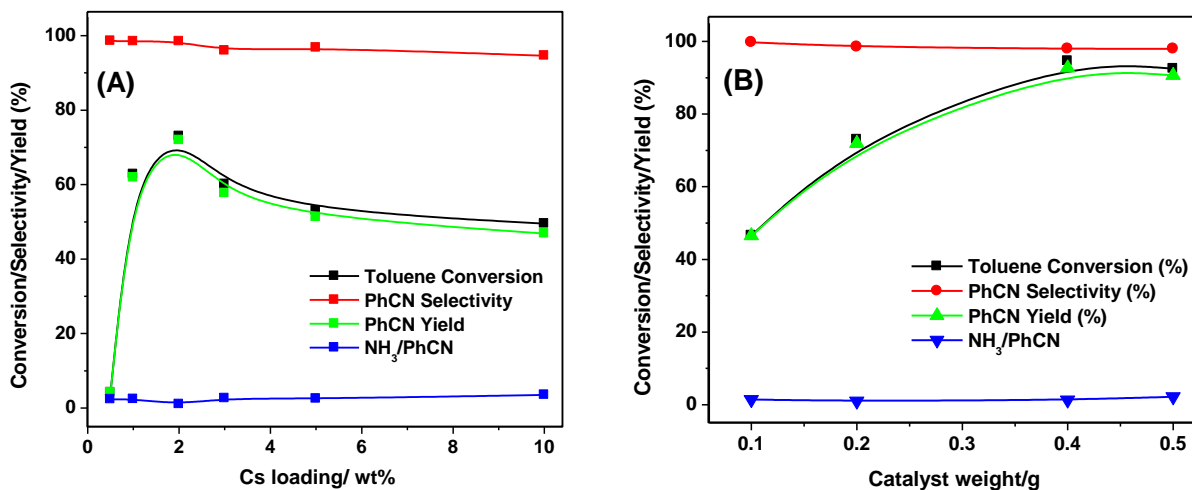 (A)
Conversion/Selectivity/Yield (%)
100
80
60
40
20
0
Toluene Conversion
PhCN Selectivity
PhCN Yield
NH₃/PhCN
0 2 4 6 8 10
Cs loading/ wt%
(B)
Conversion/Selectivity/Yield (%)
100
80
60
40
20
0
Toluene Conversion (%)
PhCN Selectivity (%)
PhCN Yield (%)
NH₃/PhCN
0.1 0.2 0.3 0.4 0.5
Catalyst weight/g